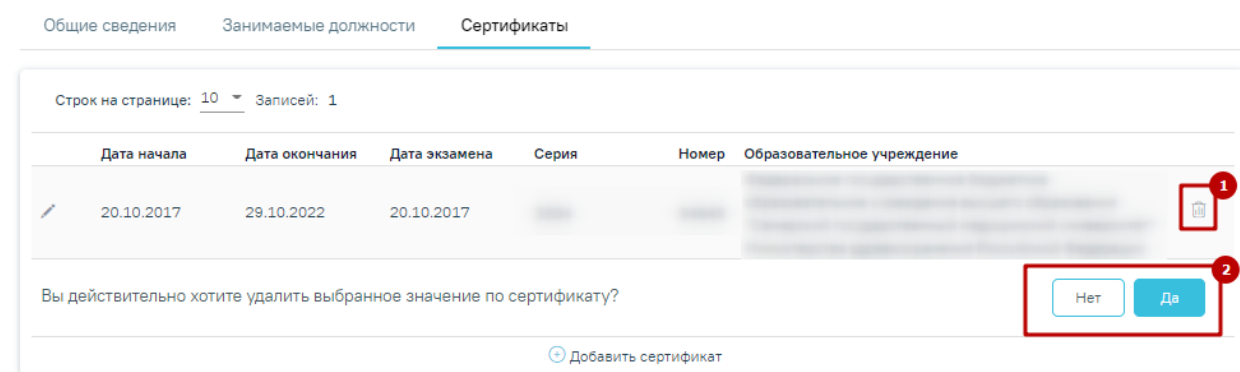 Общие сведения Занимаемые должности Сертификаты
Строк на странице: 10 Записей: 1
Дата начала Дата окончания Дата экзамена Серия Номер Образовательное учреждение
1
20.10.2017 29.10.2022 20.10.2017
2
Вы действительно хотите удалить выбранное значение по сертификату? Нет Да
Добавить сертификат